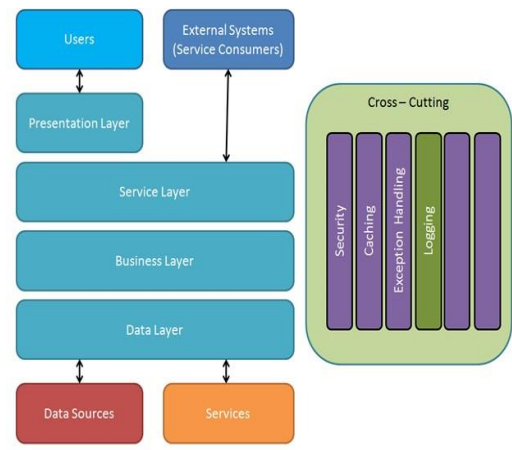 Users
External Systems
(Service Consumers)
Presentation Layer
Service Layer
Business Layer
Data Layer
Data Sources
Services
Cross – Cutting
Security
Caching
Exception Handling
Logging